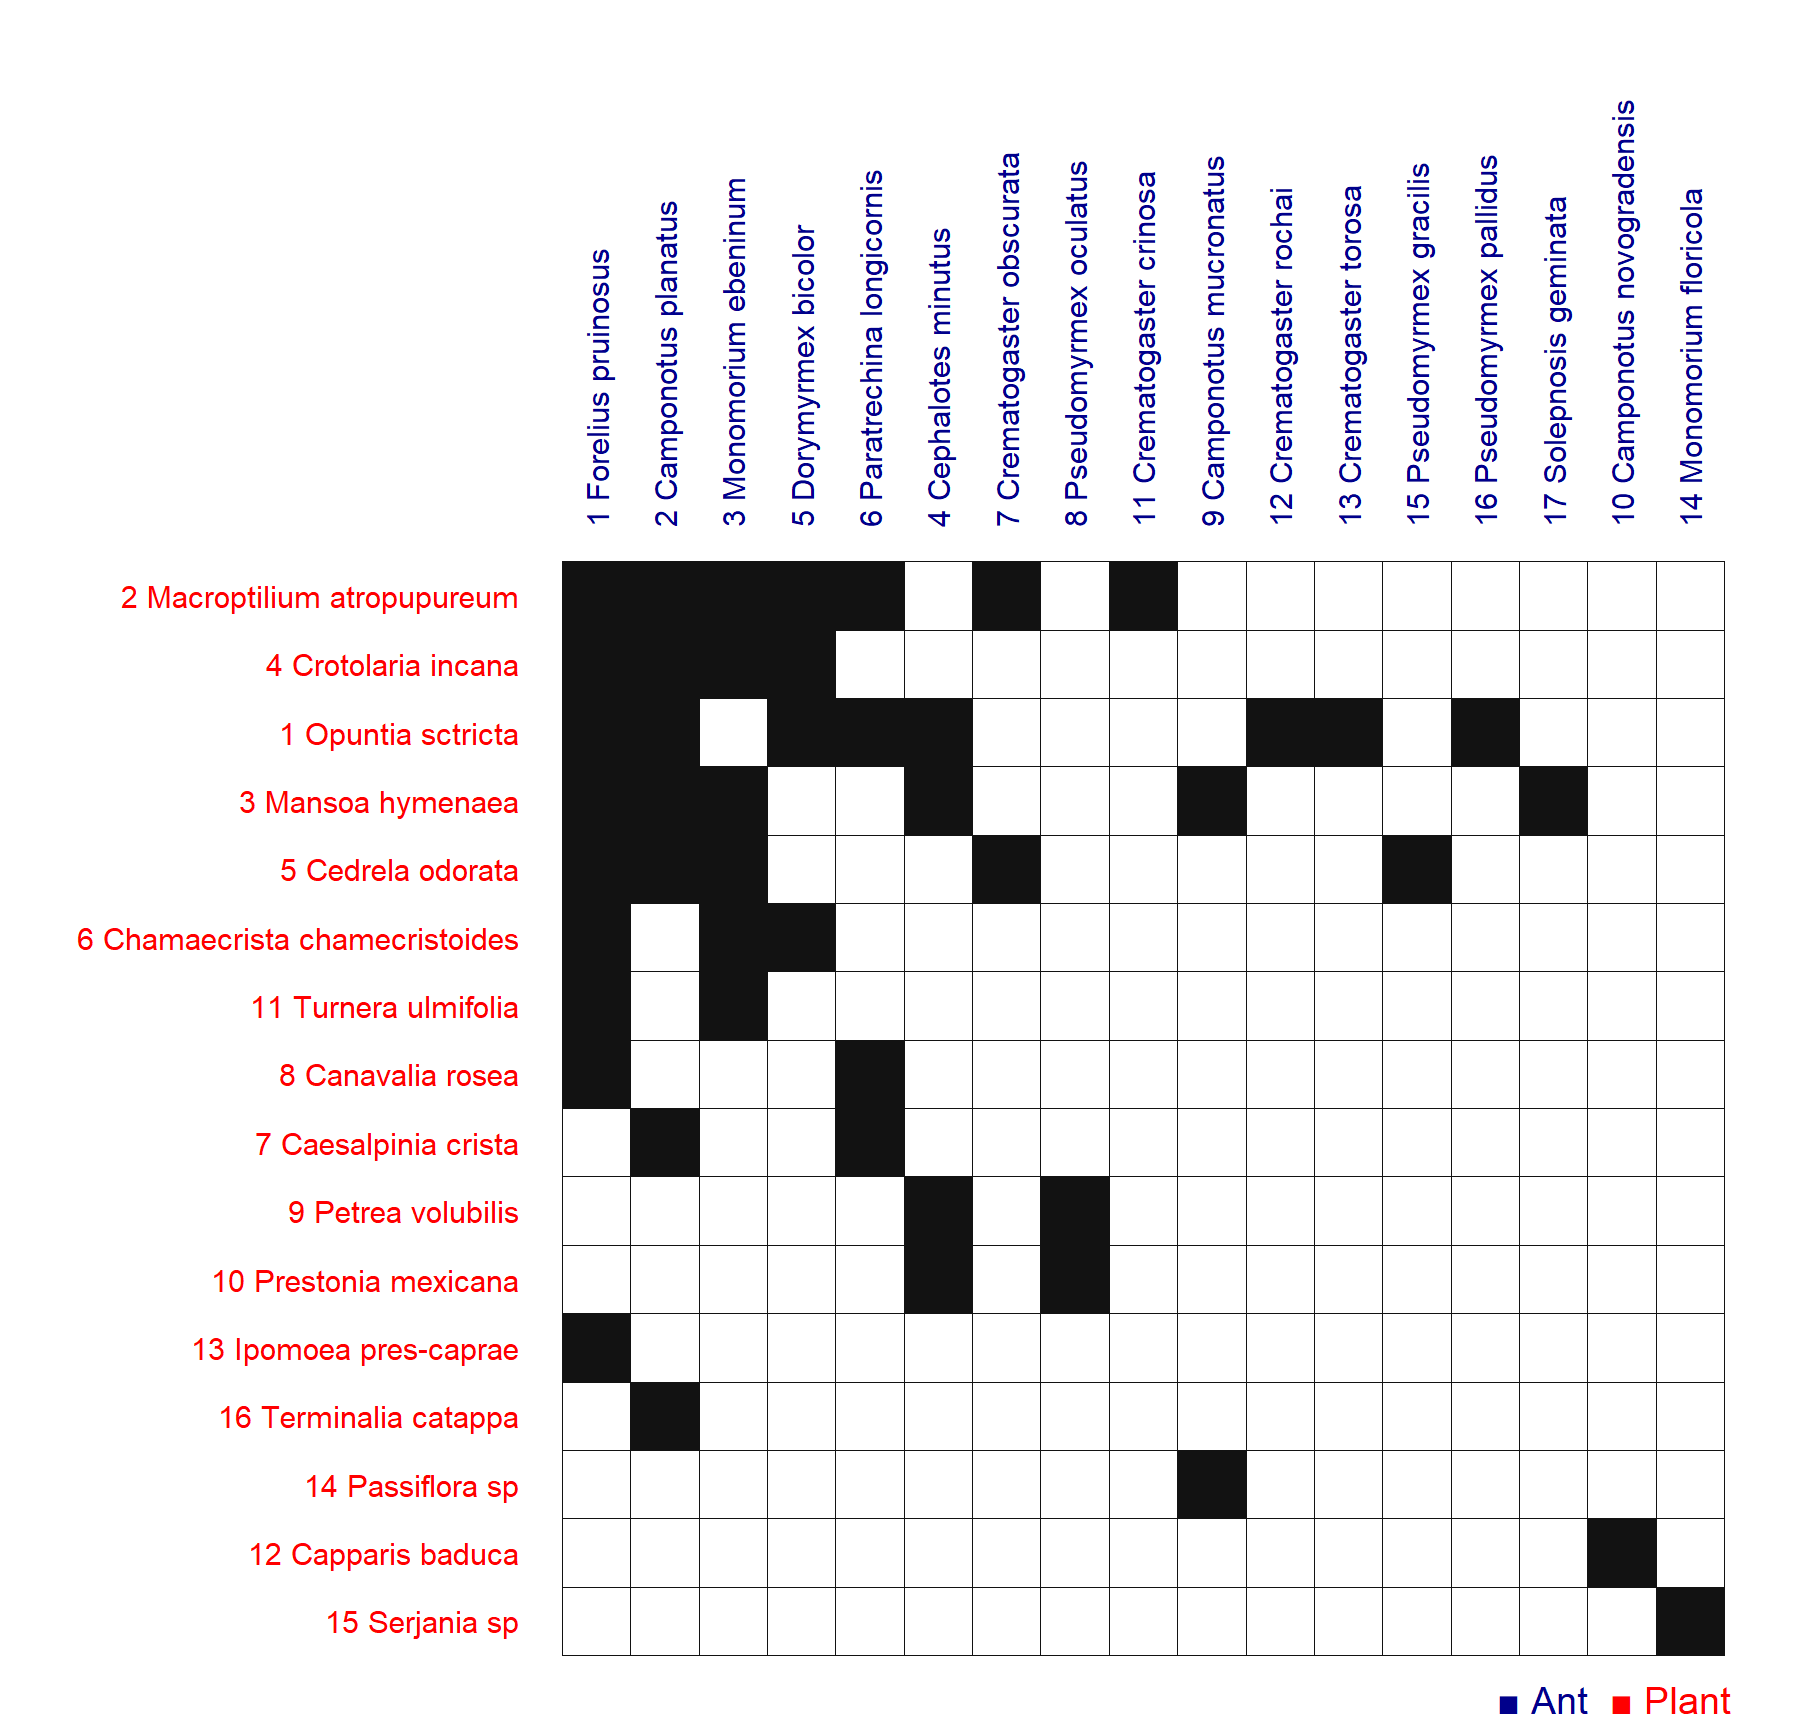 1 Forelius pruinosus
2 Camponotus planatus
3 Monomorium ebeninum
5 Dorymyrmex bicolor
6 Paratrechina longicornis
4 Cephalotes minutus
7 Crematogaster obscurata
8 Pseudomyrmex oculatus
11 Crematogaster crinosa
9 Camponotus mucronatus
12 Crematogaster rochai
13 Crematogaster torosa
15 Pseudomyrmex gracilis
16 Pseudomyrmex pallidus
17 Solepnosis geminata
10 Camponotus novogradensis
14 Monomorium floricola
2 Macroptilium atropupureum
4 Crotolaria incana
1 Opuntia sctricta
3 Mansoa hymenaea
5 Cedrela odorata
6 Chamaecrista chamecristoides
11 Turnera ulmifolia
8 Canavalia rosea
7 Caesalpinia crista
9 Petrea volubilis
10 Prestonia mexicana
13 Ipomoea pres-caprae
16 Terminalia catappa
14 Passiflora sp
12 Capparis baduca
15 Serjania sp
Ant Plant